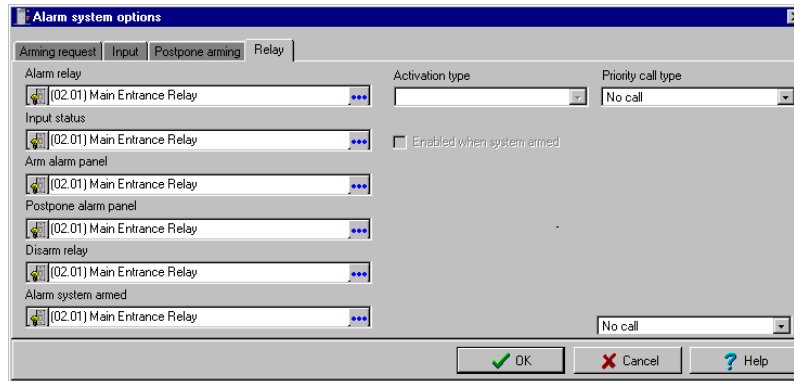 Alarm system options
Arming request Input Postpone arming Relay
Alarm relay Activation type Priority call type
(02.01) Main Entrance Relay No call
Input status
(02.01) Main Entrance Relay Enabled when system armed
Arm alarm panel
(02.01) Main Entrance Relay
Postpone alarm panel
(02.01) Main Entrance Relay
Disarm relay
(02.01) Main Entrance Relay
Alarm system armed
(02.01) Main Entrance Relay No call
OK Cancel Help